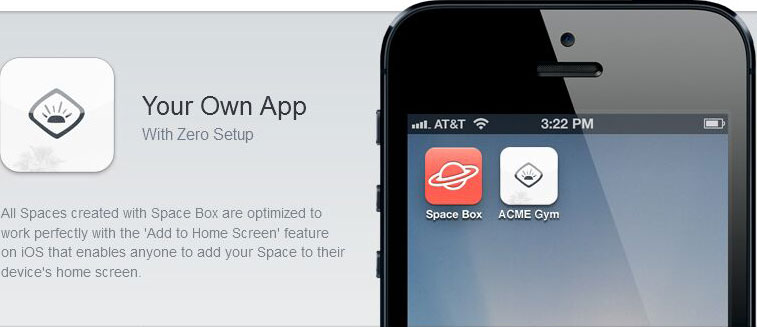 Your Own App
With Zero Setup
All Spaces created with Space Box are optimized to
work perfectly with the 'Add to Home Screen' feature
on iOS that enables anyone to add your Space to their
device's home screen.
AT&T 3:22 PM
Space Box ACME Gym